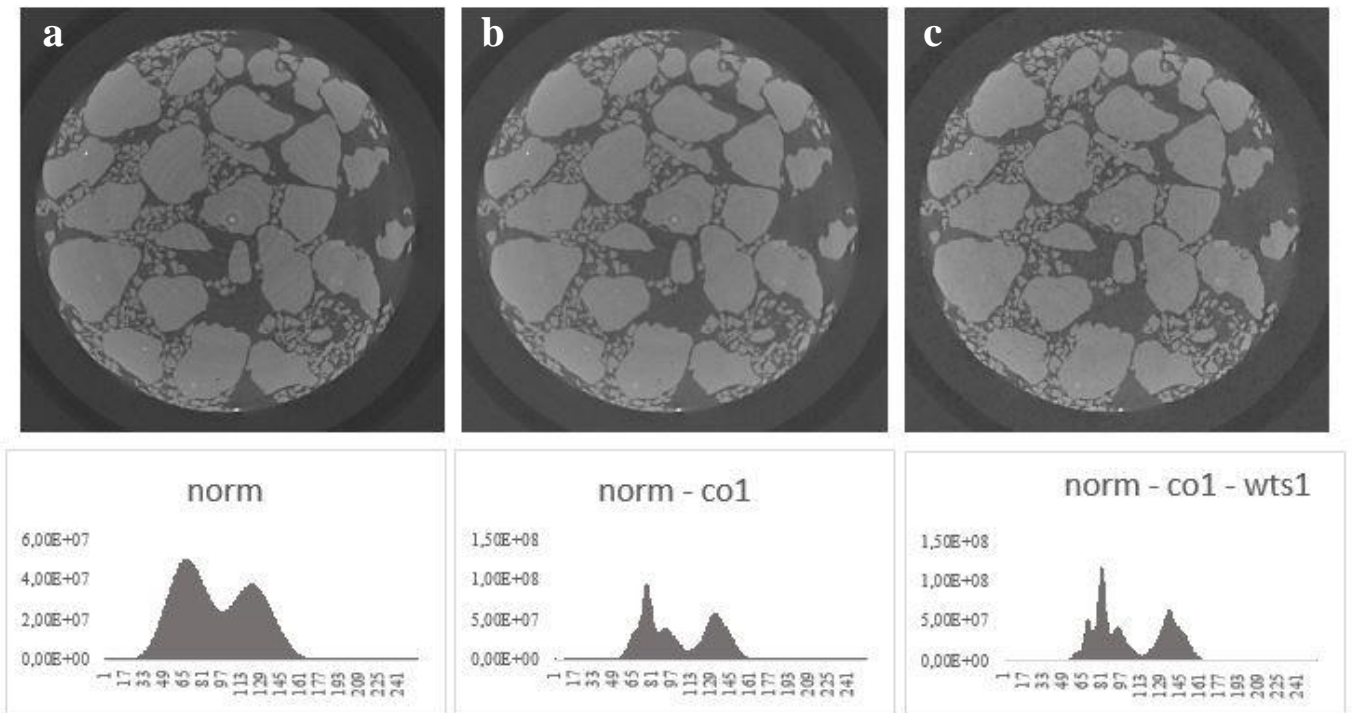 a
b
c
norm
6,00E+07
4,00E+07
2,00E+07
0,00E+00
1
17
33
49
65
81
97
113
129
145
161
177
193
209
225
241
norm - co1
1,50E+08
1,00E+08
5,00E+07
0,00E+00
1
17
33
49
65
81
97
113
129
145
161
177
193
209
225
241
norm - co1 - wts1
1,50E+08
1,00E+08
5,00E+07
0,00E+00
1
17
33
49
65
81
97
113
129
145
161
177
193
209
225
241